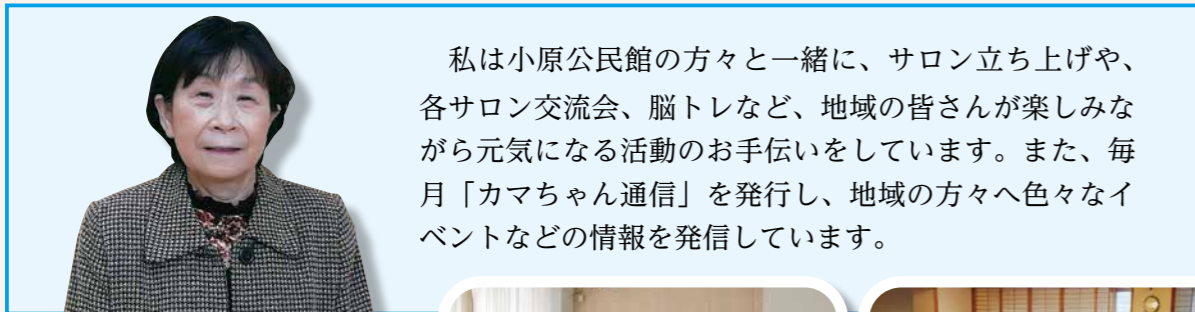 私は小原公民館の方々と一緒に、サロン立ち上げや、
各サロン交流会、脳トレなど、地域の皆さんが楽しみな
がら元気になる活動のお手伝いをしています。また、毎
月「カマちゃん通信」を発行し、地域の方々へ色々なイ
ベントなどの情報を発信しています。